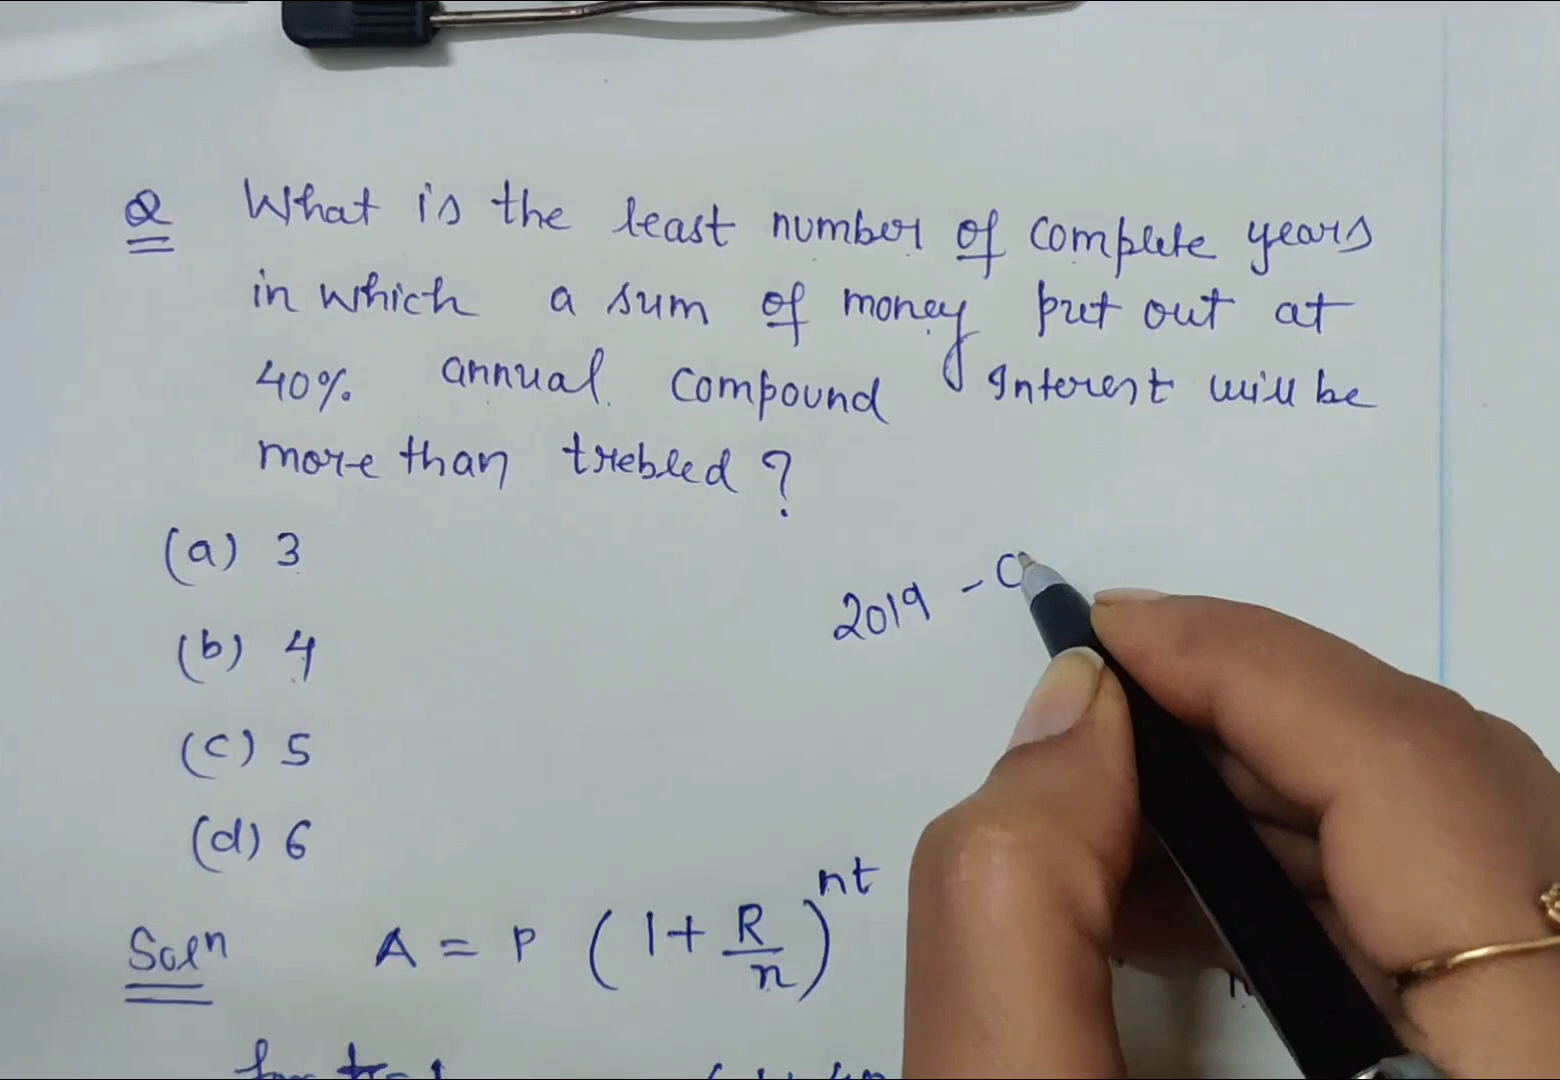 Q What is the least number of complete years
in which a sum of money put out at
40% annual compound Interest will be
more than trebled ?
(a) 3
(b) 4
(c) 5
(d) 6
2019 -
Soln A = P ( 1 + R/n )^nt